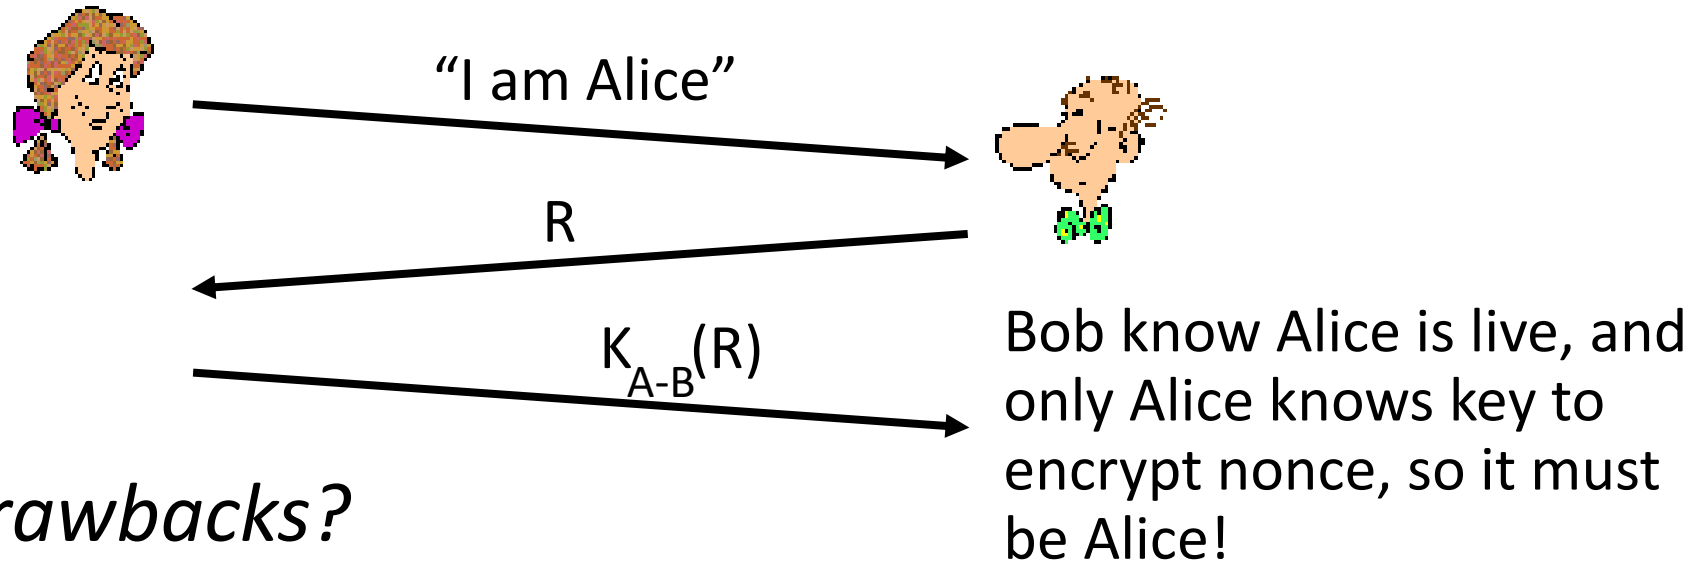 “I am Alice”
R
K A-B (R)
Bob know Alice is live, and
only Alice knows key to
encrypt nonce, so it must
be Alice!
rawbacks?